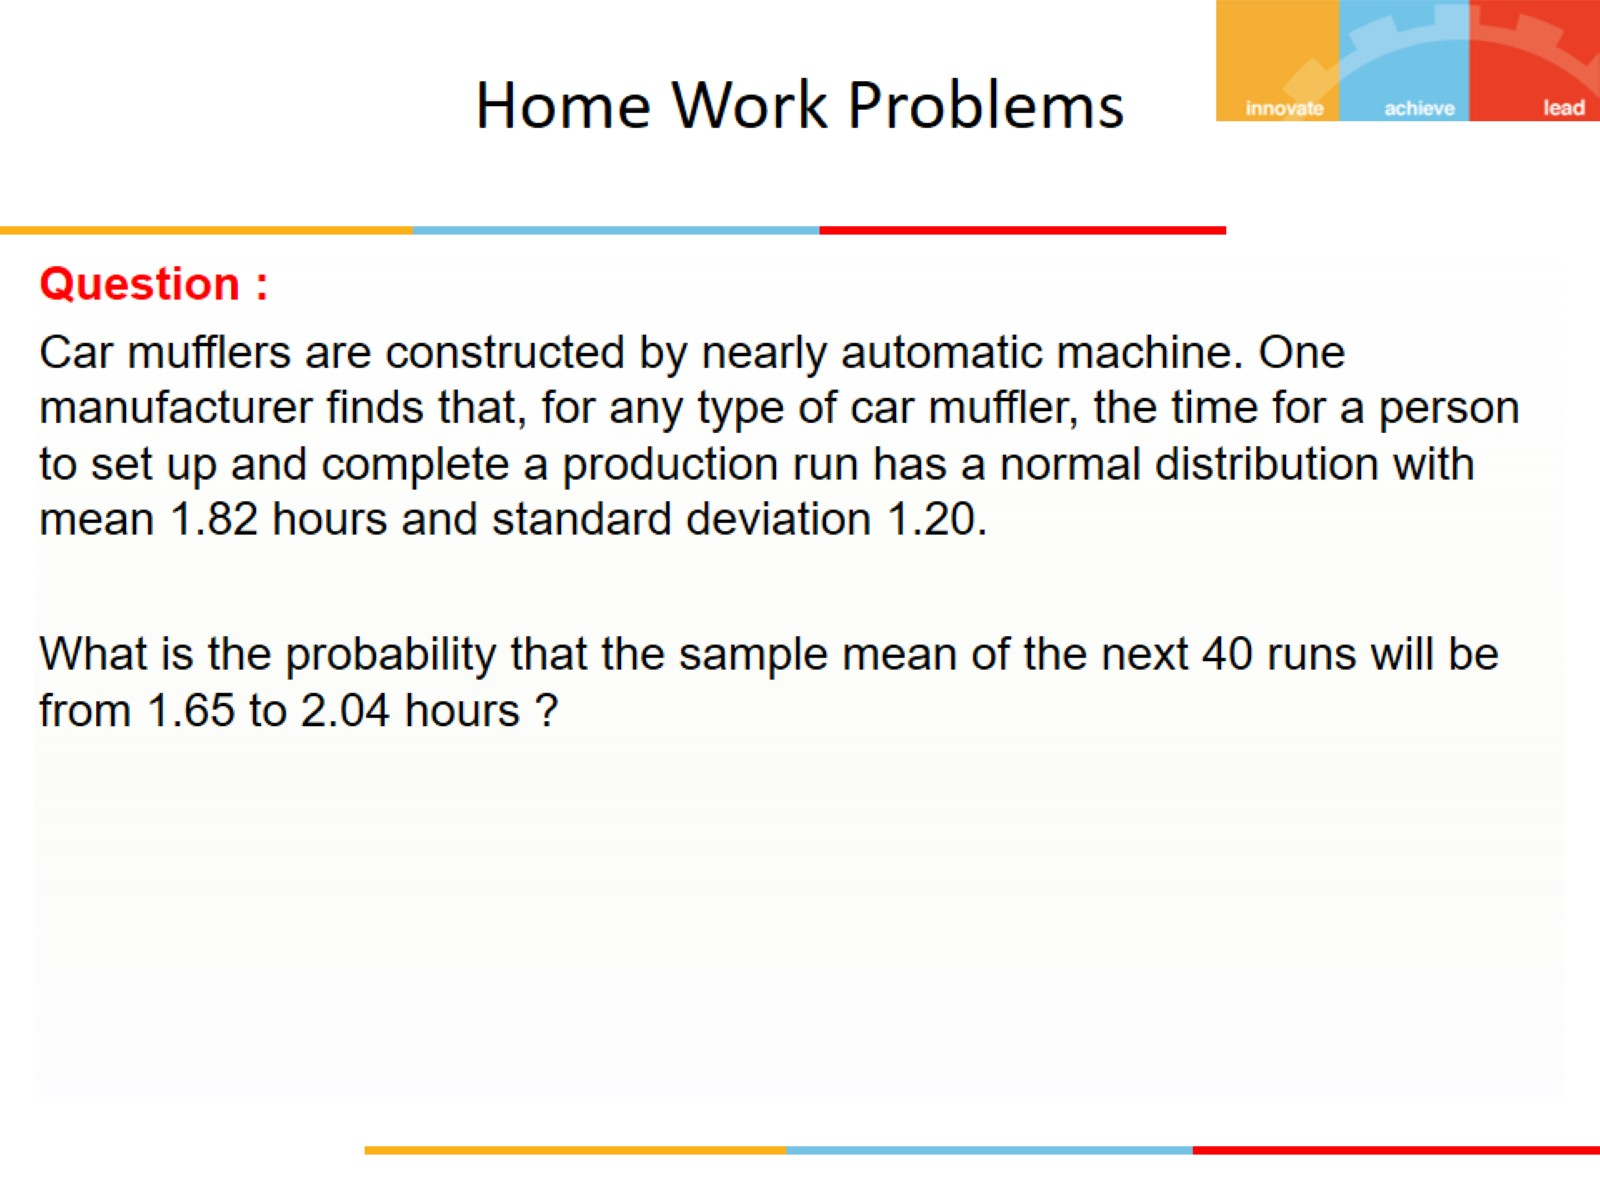 innovate achieve lead
Home Work Problems
Question :
Car mufflers are constructed by nearly automatic machine. One
manufacturer finds that, for any type of car muffler, the time for a person
to set up and complete a production run has a normal distribution with
mean 1.82 hours and standard deviation 1.20.
What is the probability that the sample mean of the next 40 runs will be
from 1.65 to 2.04 hours ?